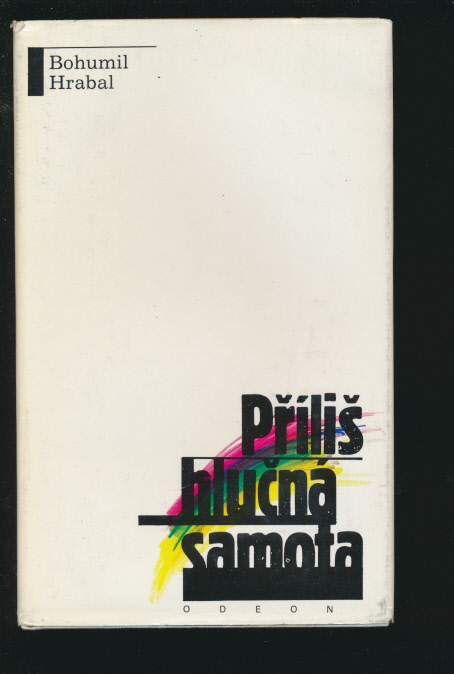 Bohumil
Hrabal
Příliš
hlučná
samota
ODEON